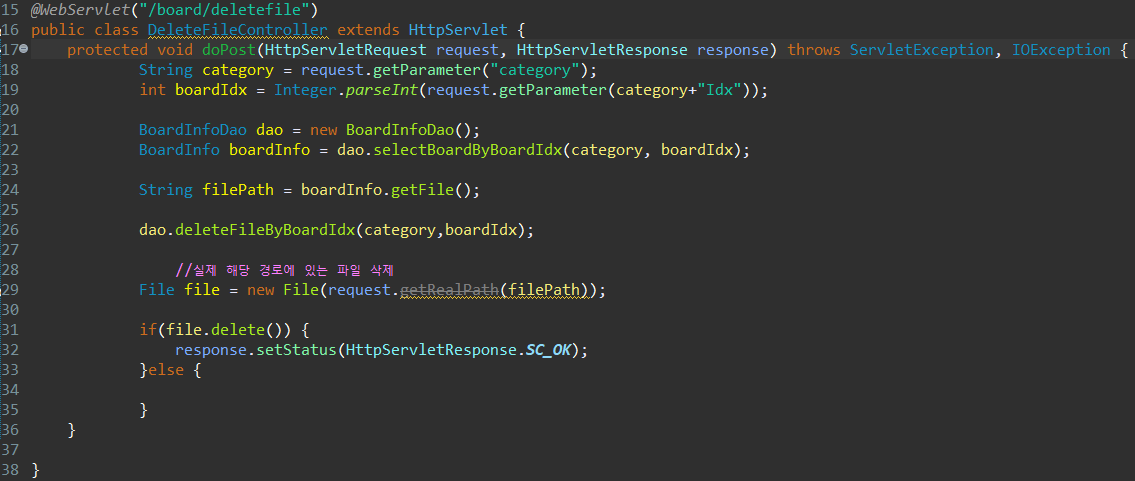 15 @WebServlet("/board/deletefile")
16 public class DeleteFileController extends HttpServlet {
17 protected void doPost(HttpServletRequest request, HttpServletResponse response) throws ServletException, IOException {
18 String category = request.getParameter("category");
19 int boardIdx = Integer.parseInt(request.getParameter(category+"Idx"));
20
21 BoardInfoDao dao = new BoardInfoDao();
22 BoardInfo boardInfo = dao.selectBoardByBoardIdx(category, boardIdx);
23
24 String filePath = boardInfo.getFile();
25
26 dao.deleteFileByBoardIdx(category,boardIdx);
27
28 //실제 해당 경로에 있는 파일 삭제
29 File file = new File(request.getRealPath(filePath));
30
31 if(file.delete()) {
32 response.setStatus(HttpServletResponse.SC_OK);
33 }else {
34
35 }
36 }
37
38 }